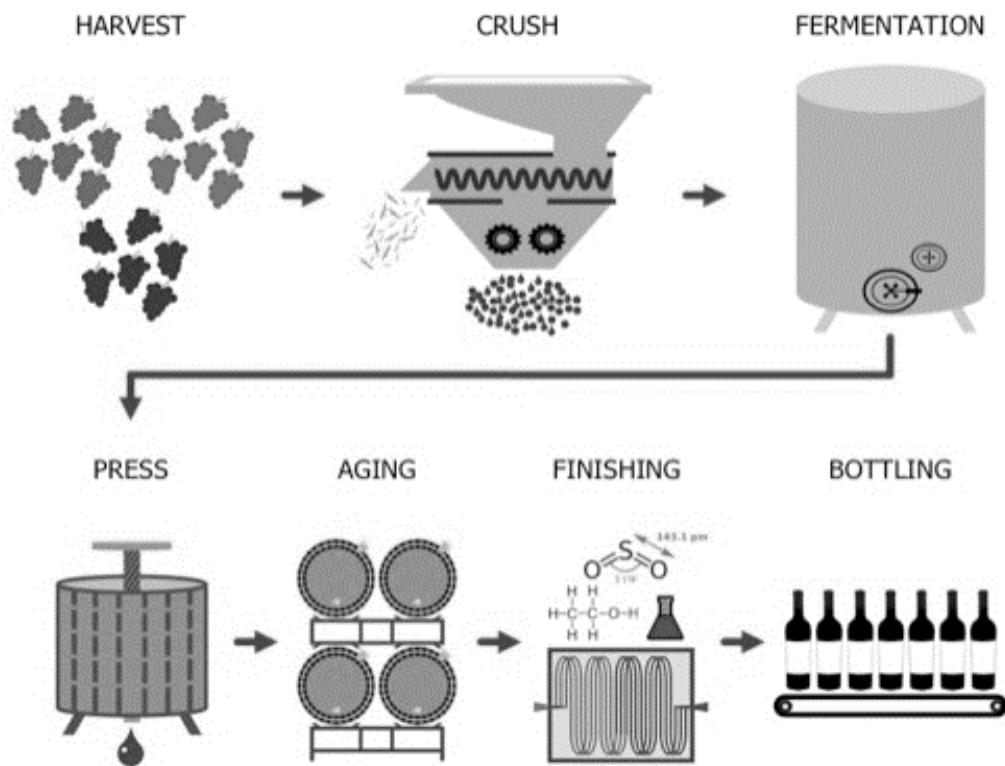 HARVEST
CRUSH
FERMENTATION
PRESS
AGING
FINISHING
BOTTLING
143.1 pm
S
O O
H H
H-C-C-O-H
H H